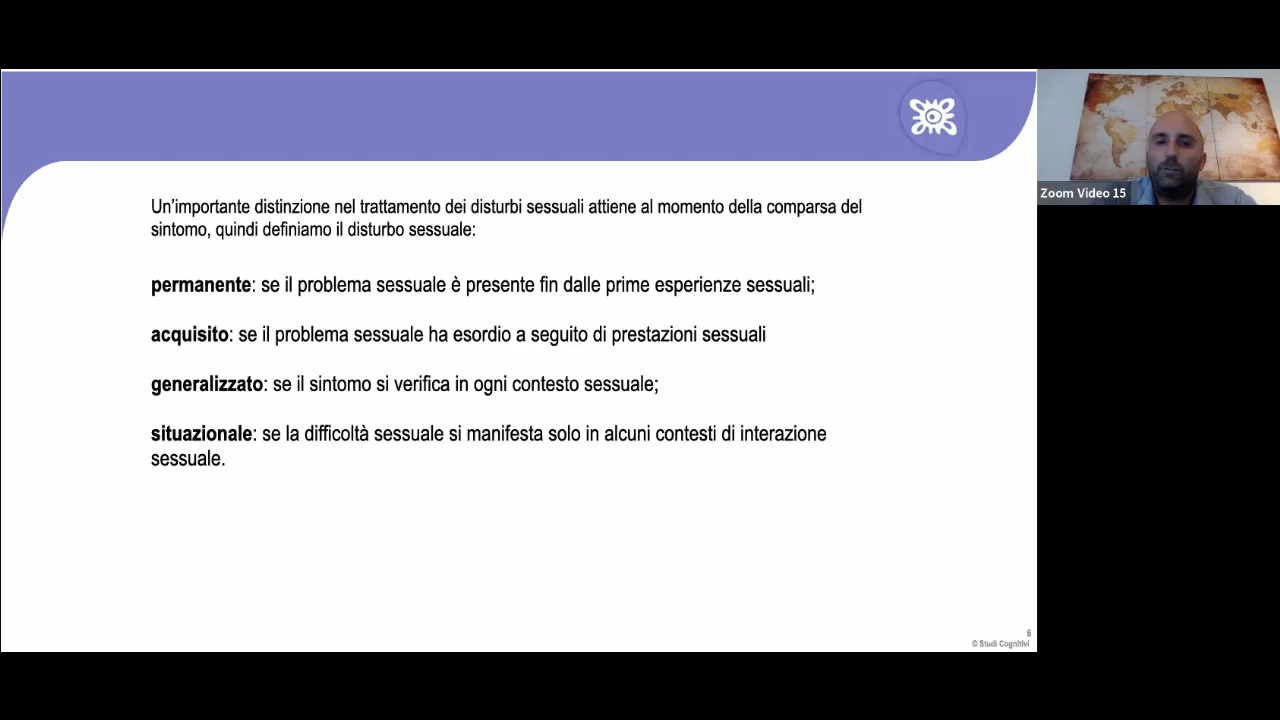 Un'importante distinzione nel trattamento dei disturbi sessuali attiene al momento della comparsa del
sintomo, quindi definiamo il disturbo sessuale:
permanente: se il problema sessuale è presente fin dalle prime esperienze sessuali;
acquisito: se il problema sessuale ha esordio a seguito di prestazioni sessuali
generalizzato: se il sintomo si verifica in ogni contesto sessuale;
situazionale: se la difficoltà sessuale si manifesta solo in alcuni contesti di interazione
sessuale.
6
© Studi Cognitivi
Zoom Video 15